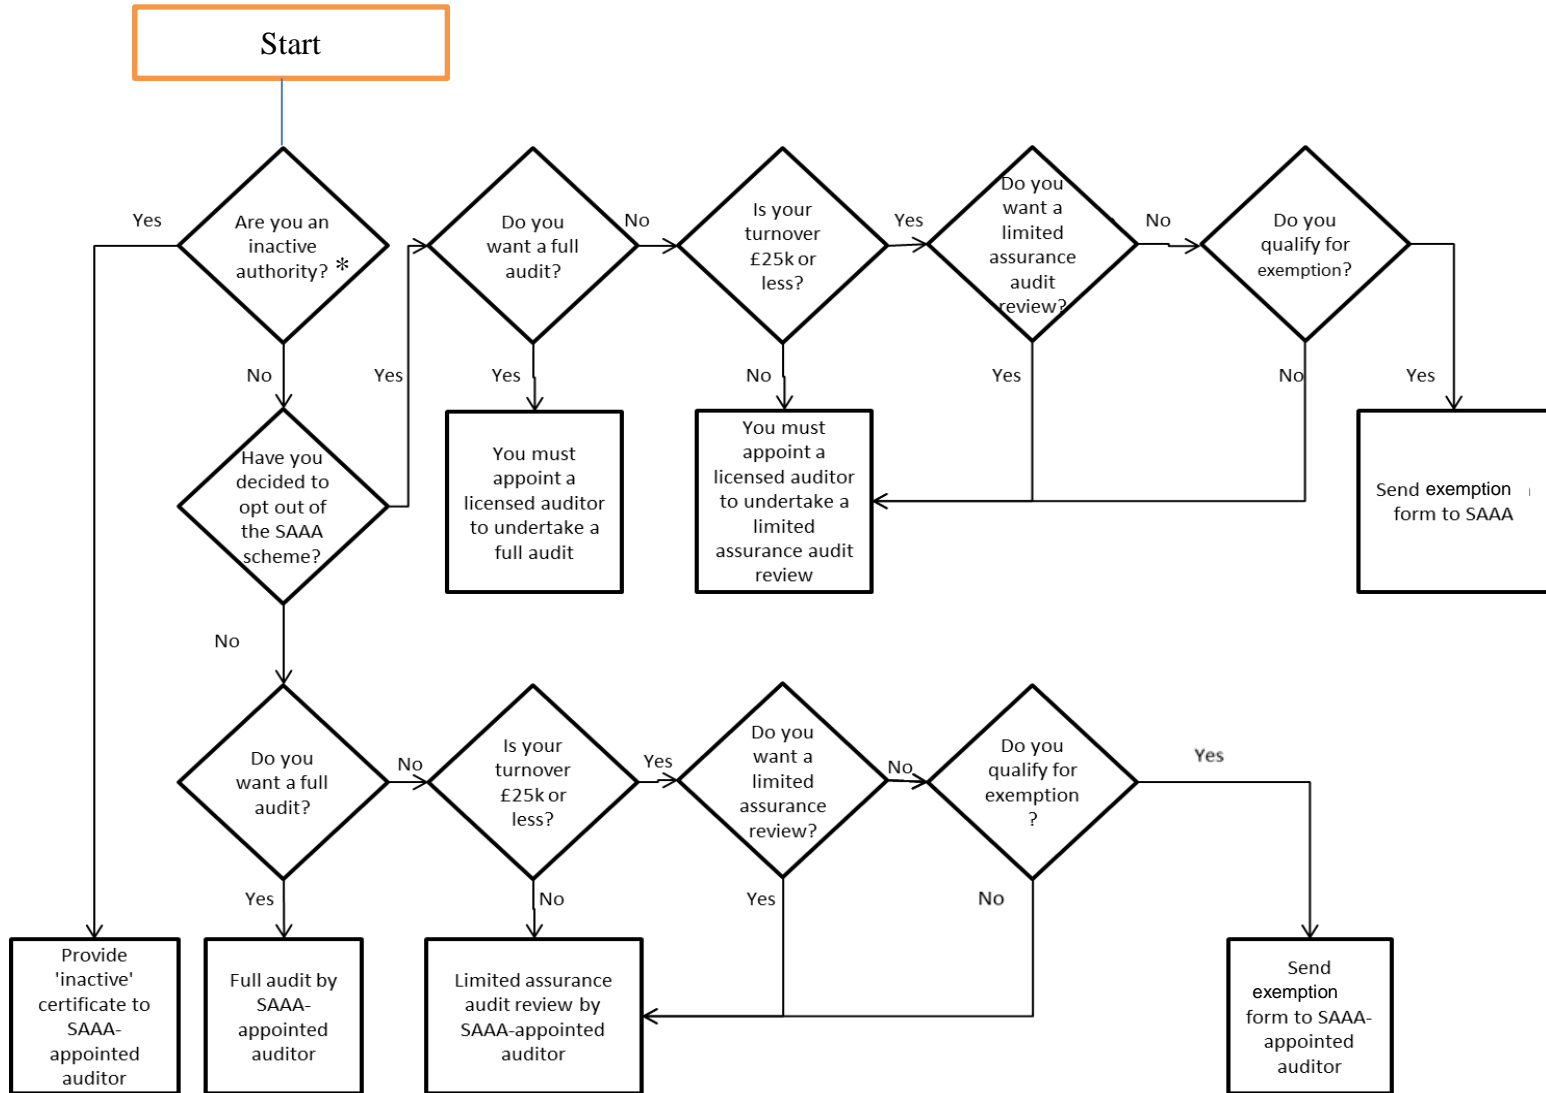 Start
Yes
Are you an
inactive
authority? *
No
Do you
want a full
audit?
No
Is your
turnover
£25k or
less?
Yes
Do you
want a
limited
assurance
audit
review?
No
Do you
qualify for
exemption?
No
Yes
Yes
No
Yes
Yes
Have you
decided to
opt out of
the SAAA
scheme?
You must
appoint a
licensed auditor
to undertake a
full audit
You must
appoint a
licensed auditor
to undertake a
limited
assurance audit
review
Send exemption
form to SAAA
No
Do you
want a full
audit?
No
Is your
turnover
£25k or
less?
Yes
Do you
want a
limited
assurance
review?
No
Do you
qualify for
exemption
?
Yes
Yes
No
Yes
No
Provide
'inactive'
certificate to
SAAA-
appointed
auditor
Full audit by
SAAA-
appointed
auditor
Limited assurance
audit review by
SAAA-appointed
auditor
Send
exemption
form to SAAA-
appointed
auditor